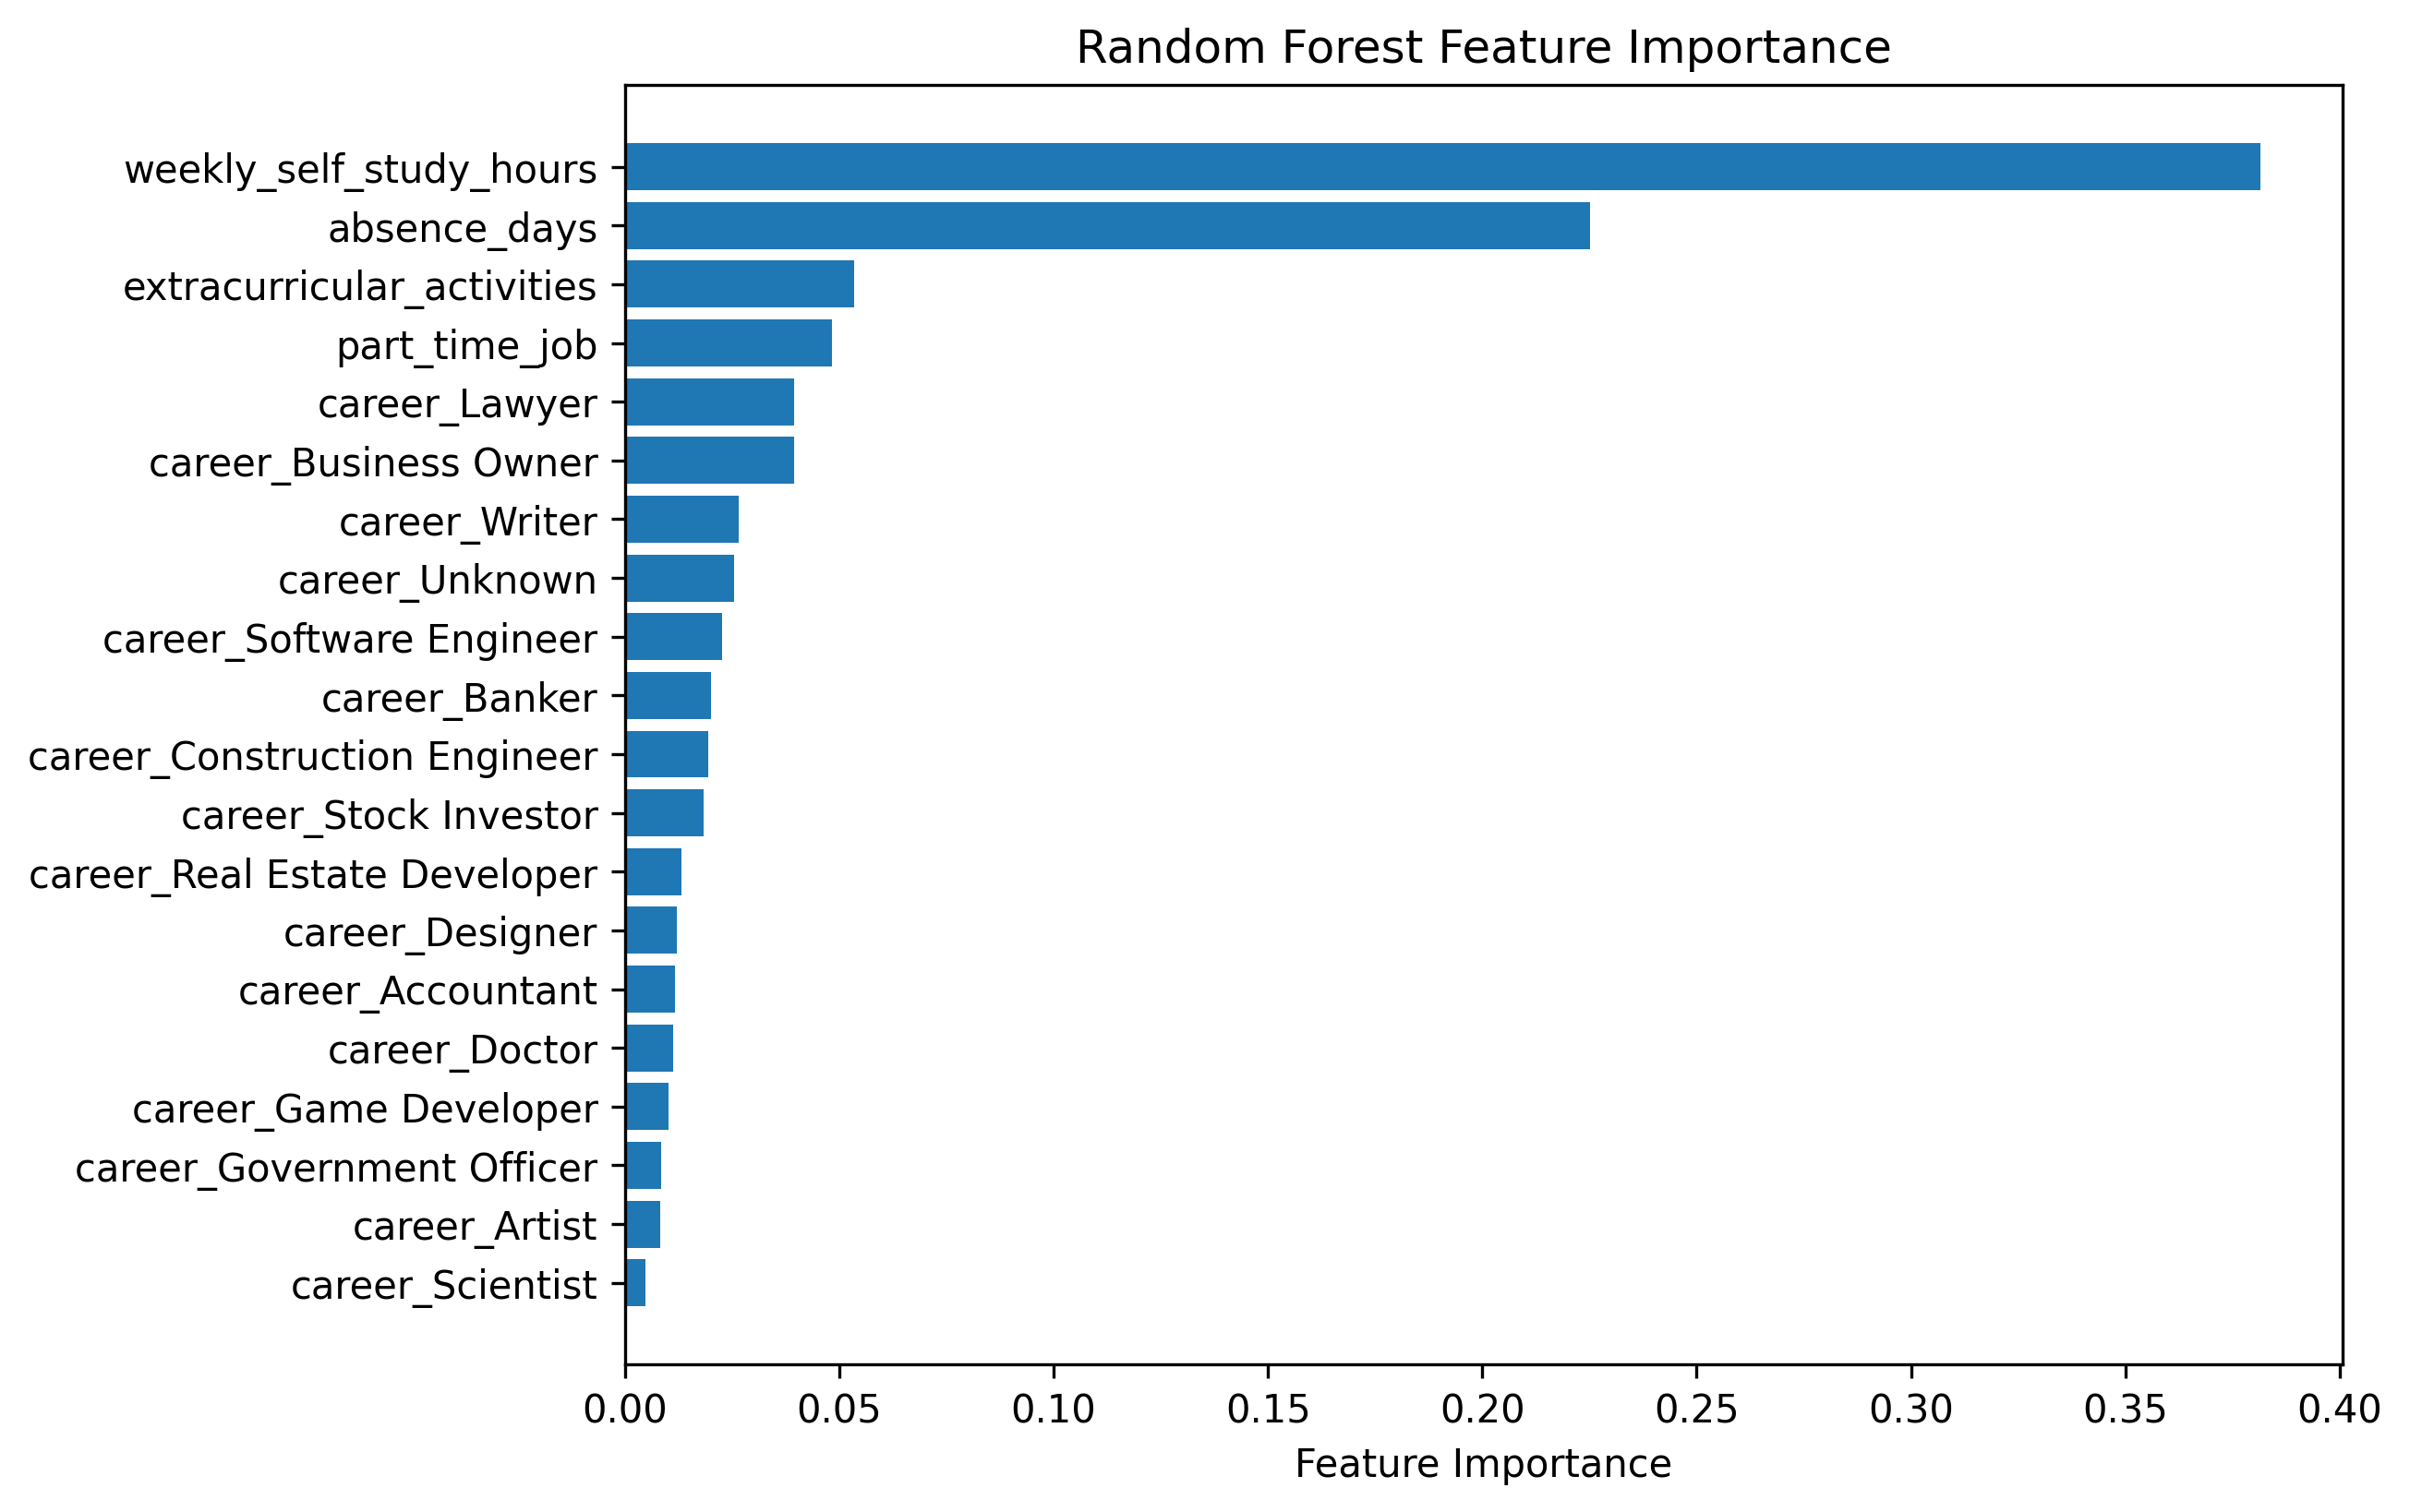 Random Forest Feature Importance
weekly_self_study_hours
absence_days
extracurricular_activities
part_time_job
career_Lawyer
career_Business Owner
career_Writer
career_Unknown
career_Software Engineer
career_Banker
career_Construction Engineer
career_Stock Investor
career_Real Estate Developer
career_Designer
career_Accountant
career_Doctor
career_Game Developer
career_Government Officer
career_Artist
career_Scientist
0.00 0.05 0.10 0.15 0.20 0.25 0.30 0.35 0.40
Feature Importance